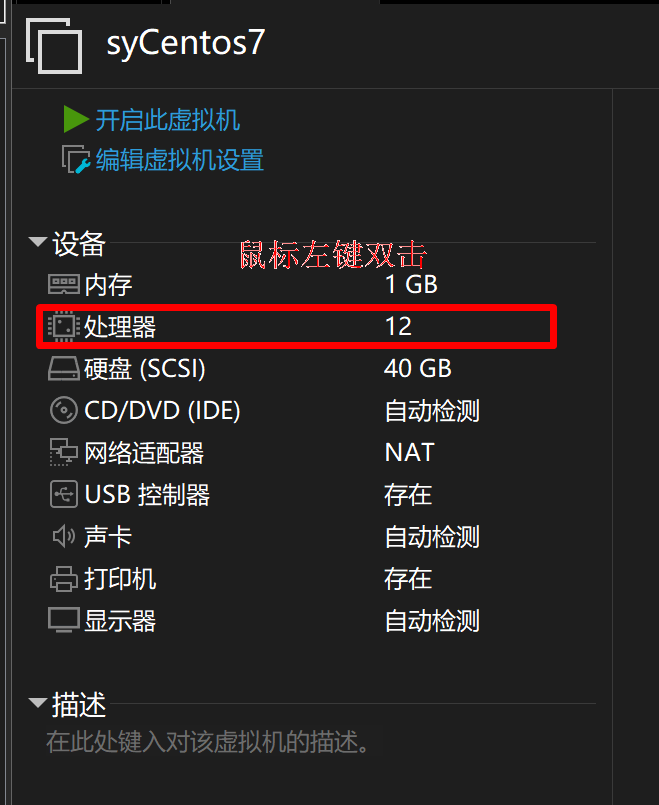 syCentos7
开启此虚拟机
编辑虚拟机设置
设备
鼠标左键双击
内存 1 GB
处理器 12
硬盘 (SCSI) 40 GB
CD/DVD (IDE) 自动检测
网络适配器 NAT
USB 控制器 存在
声卡 自动检测
打印机 存在
显示器 自动检测
描述
在此处键入对该虚拟机的描述。